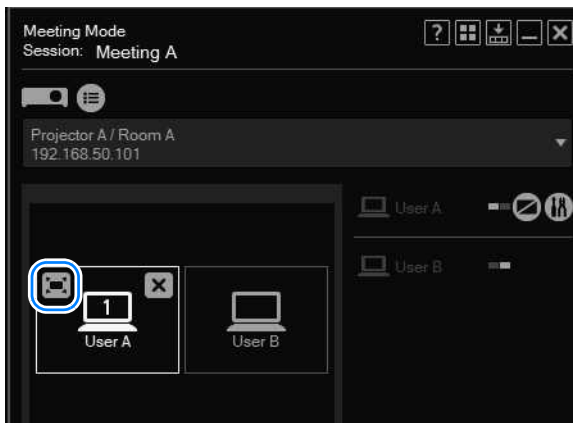 Meeting Mode
Session: Meeting A
?
Projector A / Room A
192.168.50.101
User A
User B
1
User A
User B